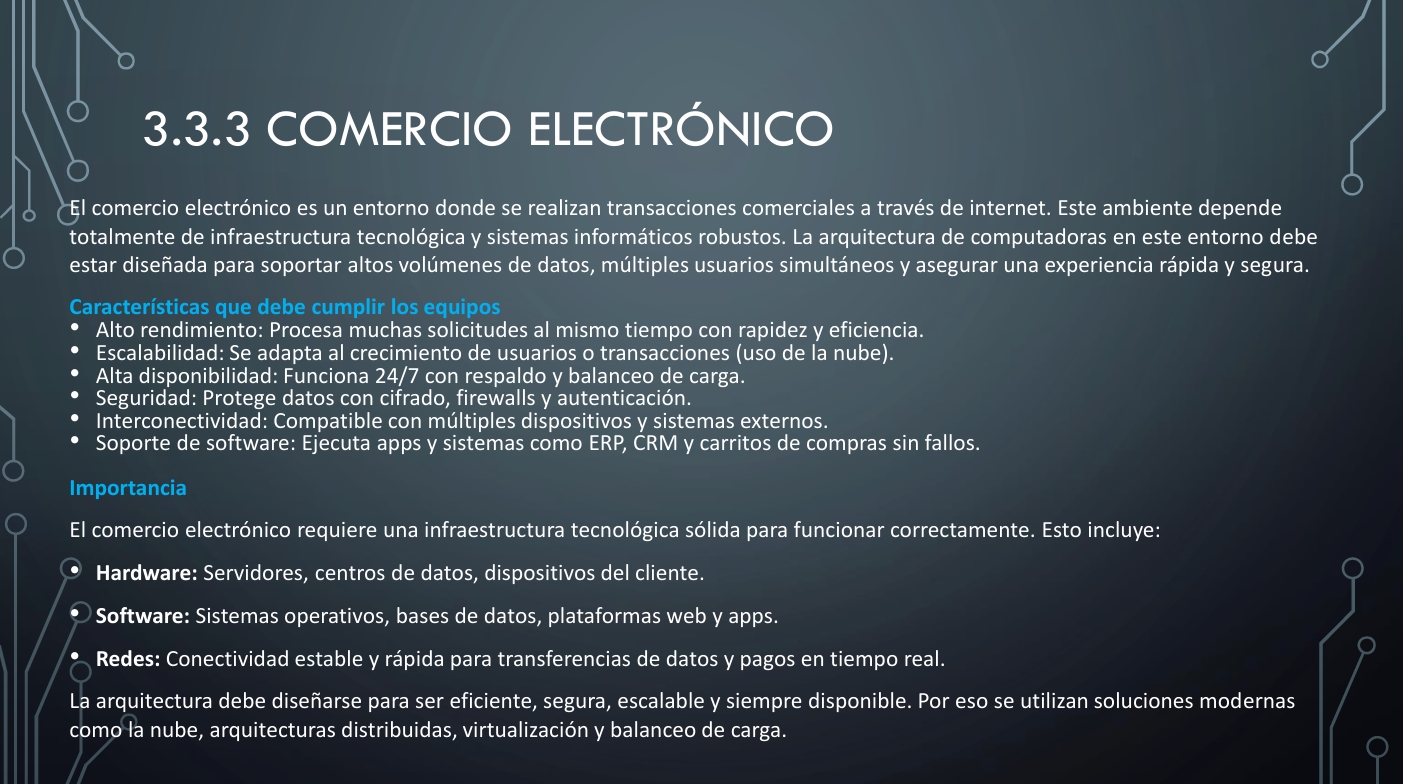 3.3.3 COMERCIO ELECTRÓNICO
El comercio electrónico es un entorno donde se realizan transacciones comerciales a través de internet. Este ambiente depende
totalmente de infraestructura tecnológica y sistemas informáticos robustos. La arquitectura de computadoras en este entorno debe
estar diseñada para soportar altos volúmenes de datos, múltiples usuarios simultáneos y asegurar una experiencia rápida y segura.
Características que debe cumplir los equipos
• Alto rendimiento: Procesa muchas solicitudes al mismo tiempo con rapidez y eficiencia.
• Escalabilidad: Se adapta al crecimiento de usuarios o transacciones (uso de la nube).
• Alta disponibilidad: Funciona 24/7 con respaldo y balanceo de carga.
• Seguridad: Protege datos con cifrado, firewalls y autenticación.
• Interconectividad: Compatible con múltiples dispositivos y sistemas externos.
• Soporte de software: Ejecuta apps y sistemas como ERP, CRM y carritos de compras sin fallos.
Importancia
El comercio electrónico requiere una infraestructura tecnológica sólida para funcionar correctamente. Esto incluye:
• Hardware: Servidores, centros de datos, dispositivos del cliente.
• Software: Sistemas operativos, bases de datos, plataformas web y apps.
• Redes: Conectividad estable y rápida para transferencias de datos y pagos en tiempo real.
La arquitectura debe diseñarse para ser eficiente, segura, escalable y siempre disponible. Por eso se utilizan soluciones modernas
como la nube, arquitecturas distribuidas, virtualización y balanceo de carga.